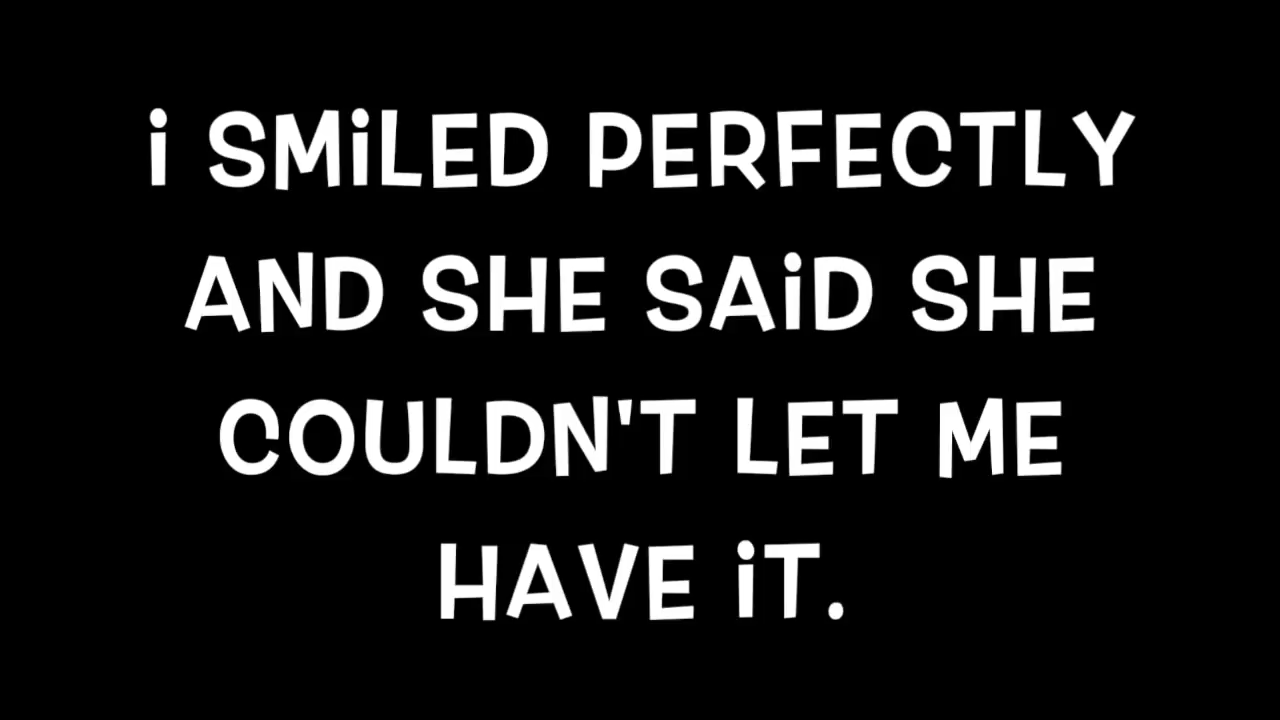 i SMiLED PERFECTLY
AND SHE SAiD SHE
COULDN'T LET ME
HAVE iT.